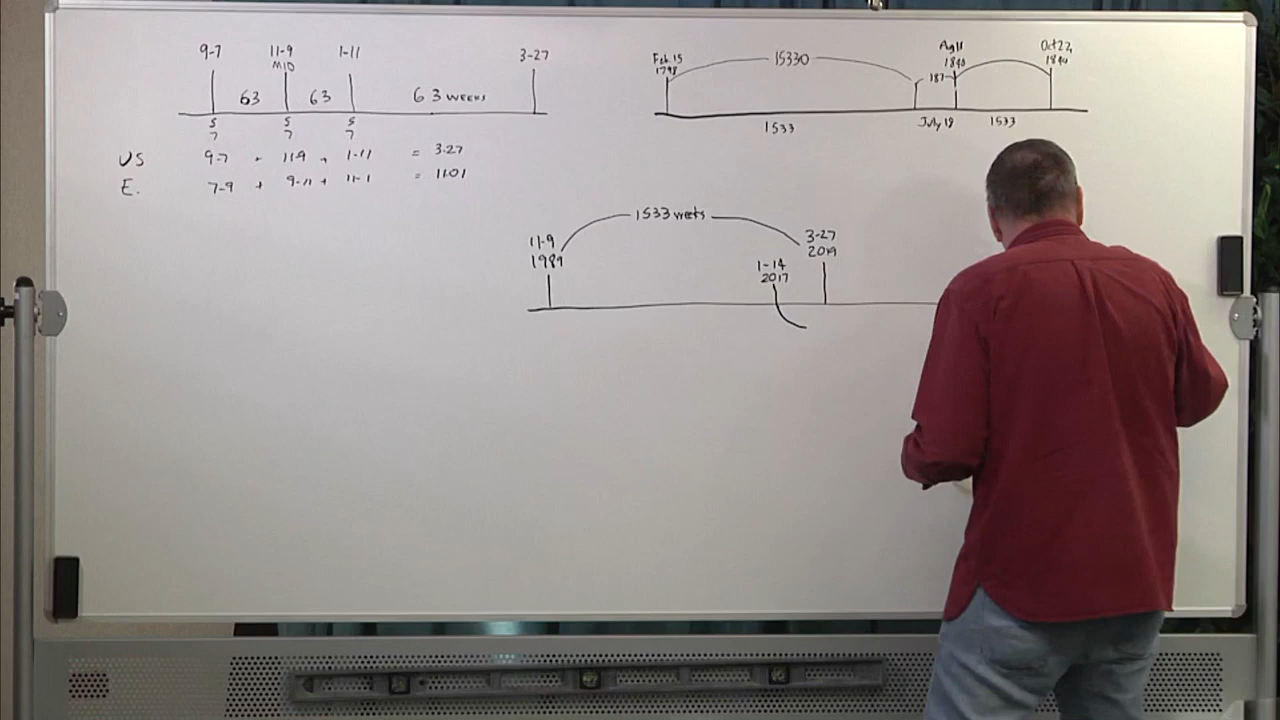 9-7 11-9 1-11 3-27
MID
63 63 63 WEEKS
5 5 5
7 7 7
US 9-7 + 11-9 + 1-11 = 3-27
E. 7-9 + 9-11 + 11-1 = 1101
Feb. 15 15330 Aug 11 Oct 22,
1798 1840 1840
187
1533 July 18 1533
1533 weeks
11-9 3-27
1989 2019
1-14
2017